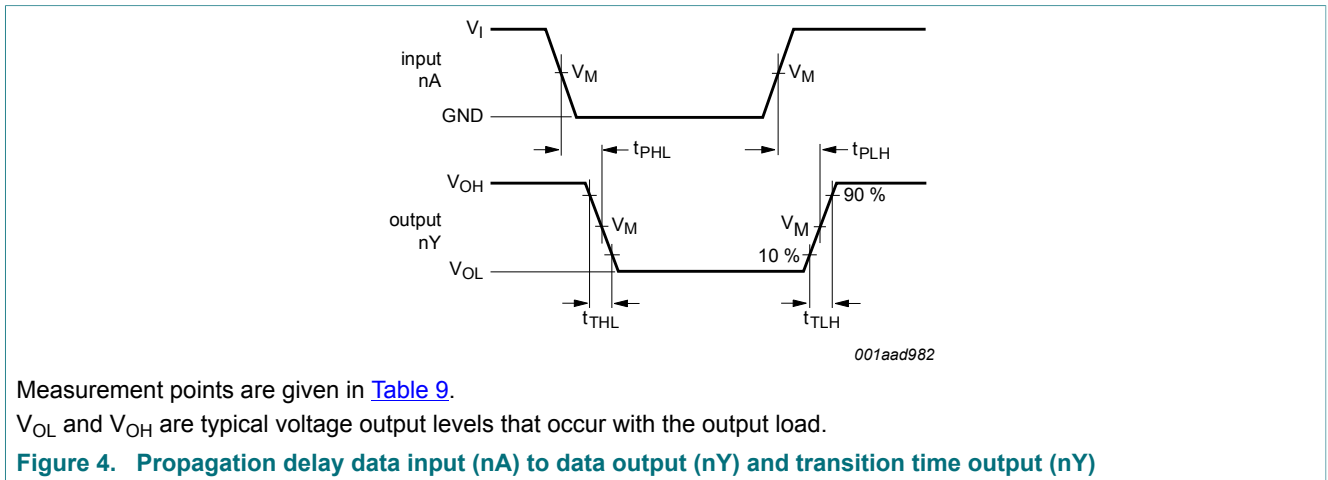 V_I
input
nA
V_M
V_M
GND
t_PHL
t_PLH
V_OH
90 %
output
nY
V_M
V_M
10 %
V_OL
t_THL
t_TLH
001aad982
Measurement points are given in Table 9.
V_OL and V_OH are typical voltage output levels that occur with the output load.
Figure 4. Propagation delay data input (nA) to data output (nY) and transition time output (nY)